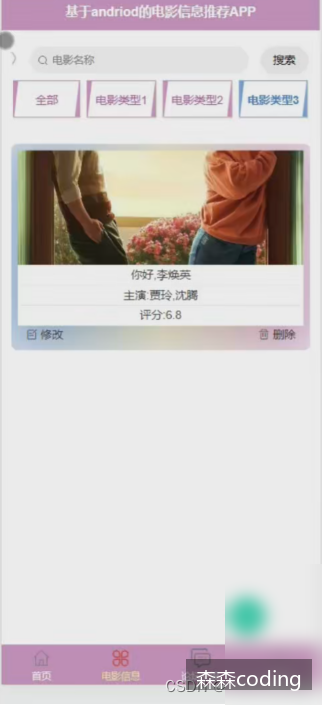 基于andriod的电影信息推荐APP
电影名称 搜索
全部 电影类型1 电影类型2 电影类型3
你好,李焕英
主演:贾玲,沈腾
评分:6.8
修改 删除
首页 电影信息
森森coding